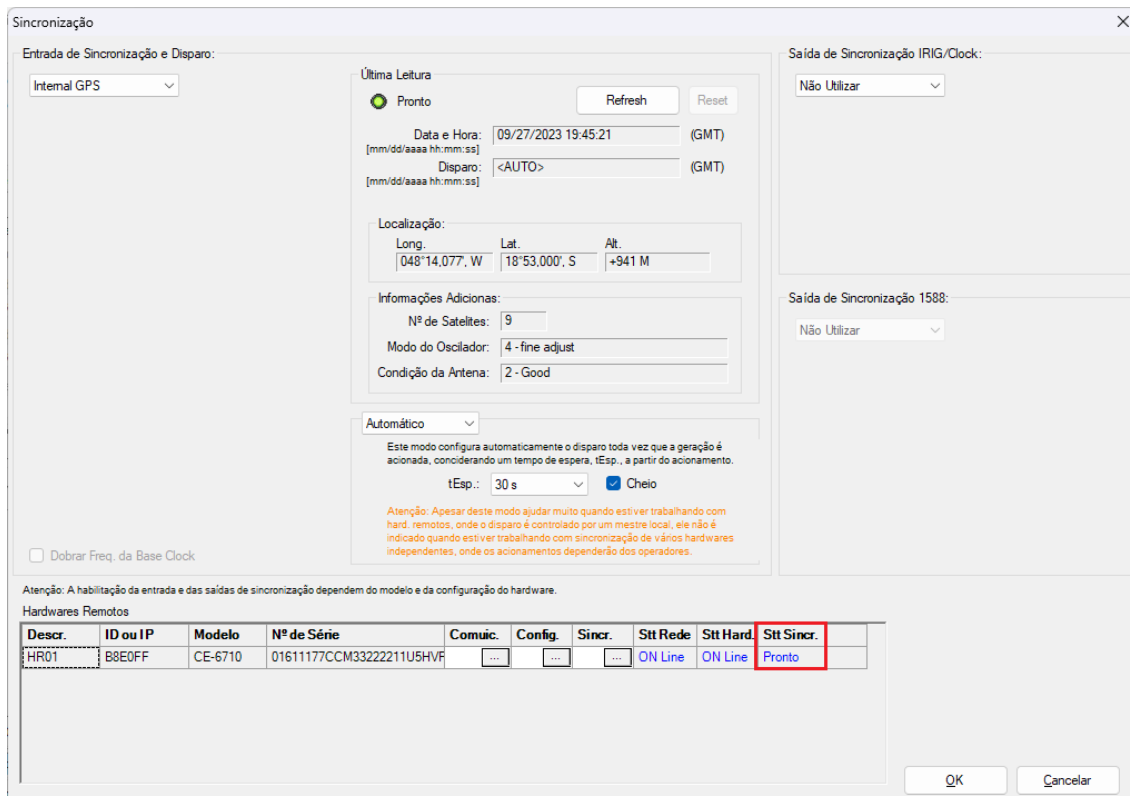 Sincronização
Entrada de Sincronização e Disparo:
Internal GPS
Dobrar Freq. da Base Clock
Última Leitura
Pronto
Refresh
Reset
Data e Hora: 09/27/2023 19:45:21 (GMT)
[mm/dd/aaaa hh:mm:ss]
Disparo: <AUTO> (GMT)
[mm/dd/aaaa hh:mm:ss]
Localização:
Long. Lat. Alt.
048°14,077', W 18°53,000', S +941 M
Informações Adicionas:
Nº de Satelites: 9
Modo do Oscilador: 4 - fine adjust
Condição da Antena: 2 - Good
Automático
Este modo configura automaticamente o disparo toda vez que a geração é
acionada, conciderando um tempo de espera, tEsp., a partir do acionamento.
tEsp.: 30 s Cheio
Atenção: Apesar deste modo ajudar muito quando estiver trabalhando com
hard. remotos, onde o disparo é controlado por um mestre local, ele não é
indicado quando estiver trabalhando com sincronização de vários hardwares
independentes, onde os acionamentos dependerão dos operadores.
Saída de Sincronização IRIG/Clock:
Não Utilizar
Saída de Sincronização 1588:
Não Utilizar
Atenção: A habilitação da entrada e das saídas de sincronização dependem do modelo e da configuração do hardware.
Hardwares Remotos
Descr. ID ou IP Modelo Nº de Série Comuic. Config. Sincr. Stt Rede Stt Hard. Stt Sincr.
HR01 B8E0FF CE-6710 01611177CCM33222211U5HVF ... ... ... ON Line ON Line Pronto
OK
Cancelar